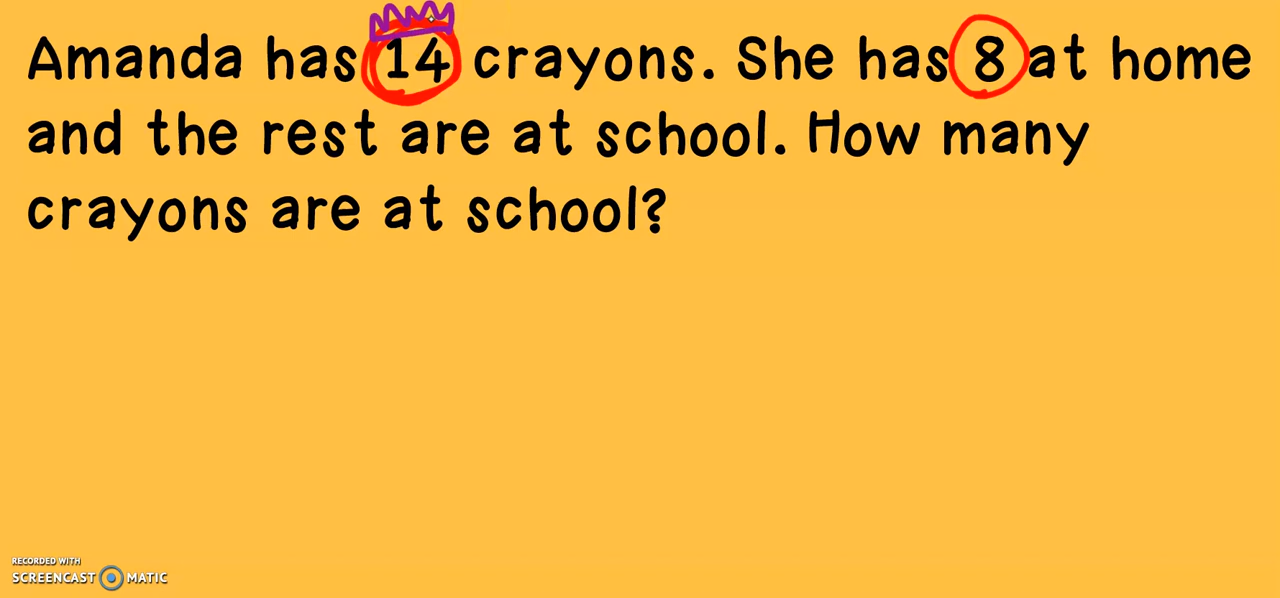 Amanda has 14 crayons. She has 8 at home
and the rest are at school. How many
crayons are at school?
RECORDED WITH
SCREENCAST MATIC